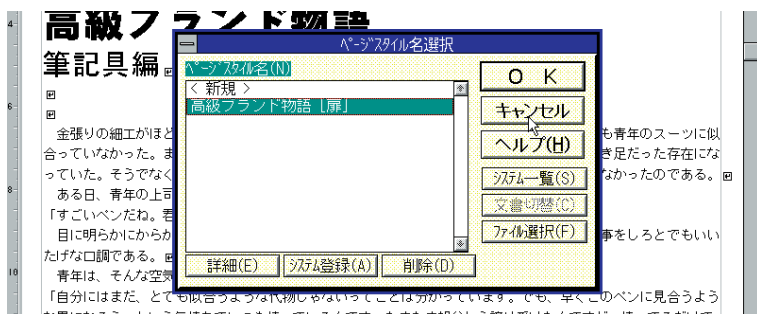 高級ブランド物語
筆記具編
ページスタイル名選択
ページスタイル名(N)
< 新規 >
高級ブランド物語 [扉]
OK
キャンセル
ヘルプ(H)
システム一覧(S)
文書切替(C)
ファイル選択(F)
詳細(E) システム登録(A) 削除(D)
4
6
8
10
金張りの細工がほど も青年のスーツに似
合っていなかった。ま き足だった存在にな
っていた。そうでなく なかったのである。
ある日、青年の上司
「すごいペンだね。君
目に明らかにからか 事をしろとでもいい
たげな口調である。
青年は、そんな空気
「自分にはまだ、とても似合うような代物じゃないってことは分かっています。でも、早くこのペンに見合うよう